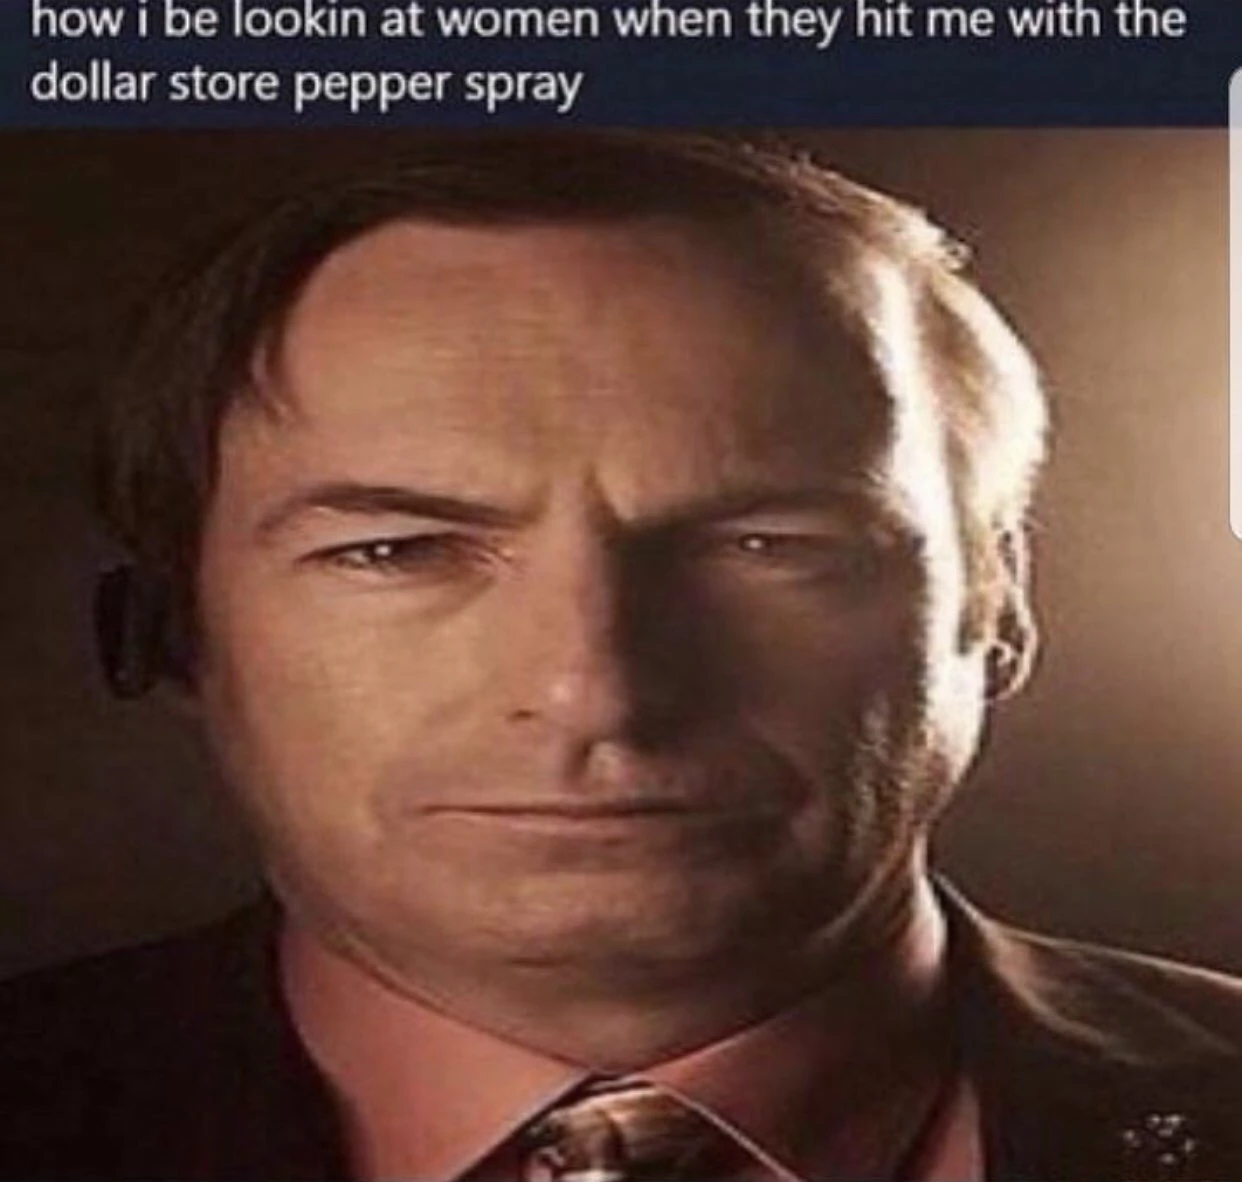 how i be lookin at women when they hit me with the
dollar store pepper spray